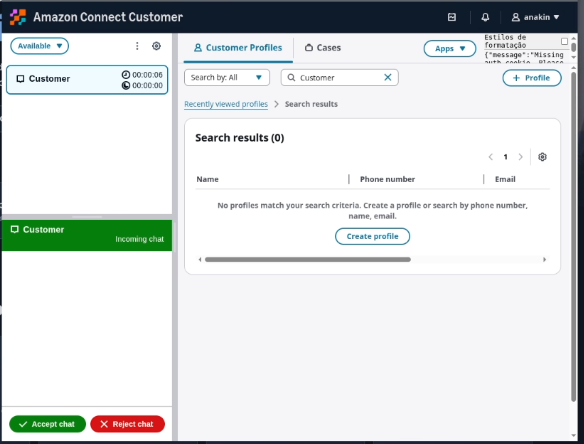 Amazon Connect Customer
anakin
Available
Customer
00:00:06
00:00:00
Customer
Incoming chat
Accept chat
Reject chat
Customer Profiles
Cases
Apps
Estilos de
formatação
{"message":"Missing
auth cookie. Please
Search by: All
Customer
+ Profile
Recently viewed profiles > Search results
Search results (0)
1
Name
Phone number
Email
No profiles match your search criteria. Create a profile or search by phone number,
name, email.
Create profile